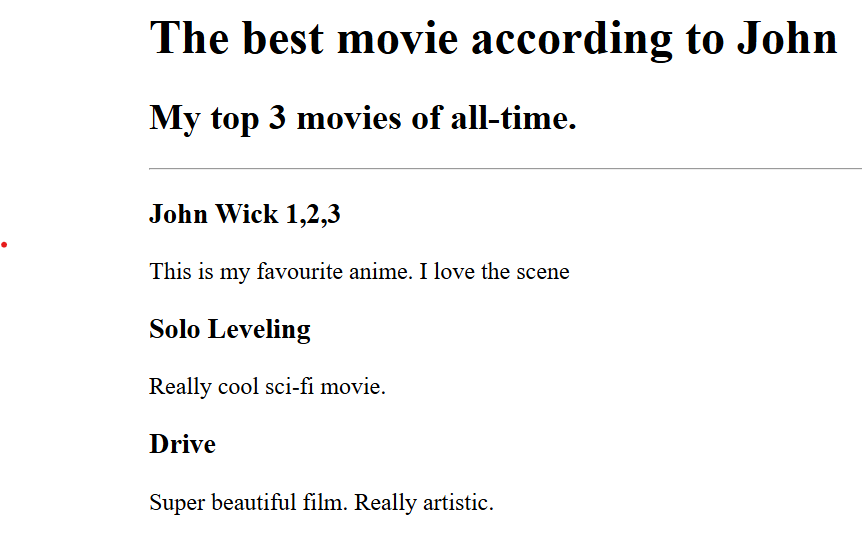 The best movie according to John
My top 3 movies of all-time.
John Wick 1,2,3
This is my favourite anime. I love the scene
Solo Leveling
Really cool sci-fi movie.
Drive
Super beautiful film. Really artistic.